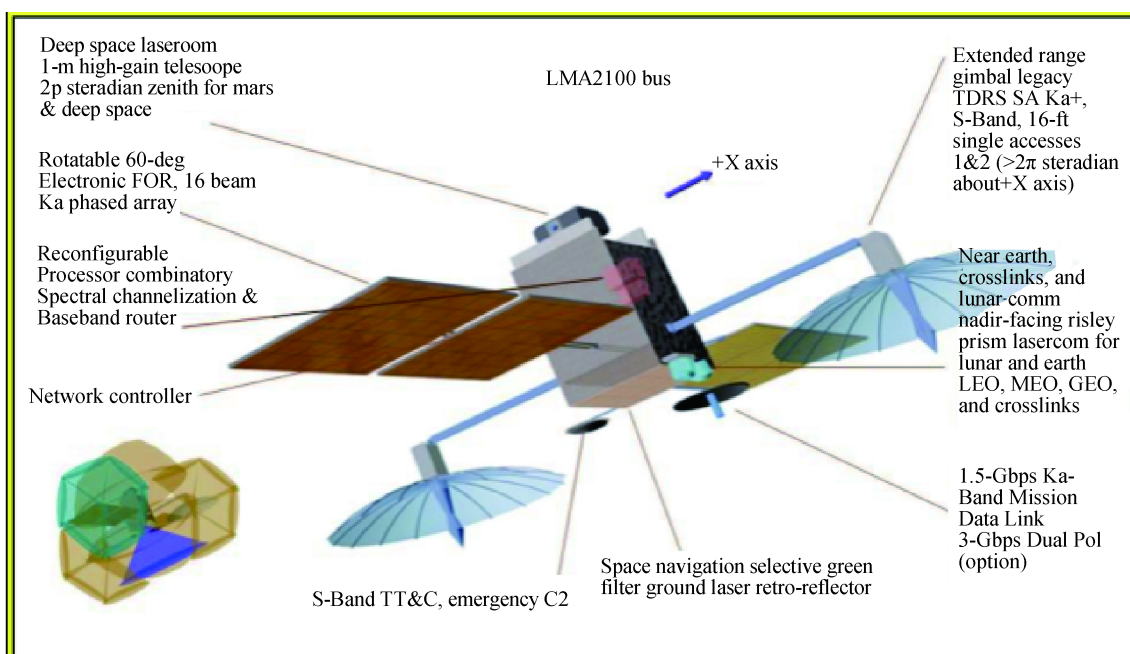 Deep space laseroom
1-m high-gain telesoope
2p steradian zenith for mars
& deep space
LMA2100 bus
Extended range
gimbal legacy
TDRS SA Ka+,
S-Band, 16-ft
single accesses
1&2 (>2π steradian
about+X axis)
+X axis
Rotatable 60-deg
Electronic FOR, 16 beam
Ka phased array
Reconfigurable
Processor combinatory
Spectral channelization &
Baseband router
Near earth,
crosslinks, and
lunar-comm
nadir-facing risley
prism lasercom for
lunar and earth
LEO, MEO, GEO,
and crosslinks
Network controller
1.5-Gbps Ka-
Band Mission
Data Link
3-Gbps Dual Pol
(option)
Space navigation selective green
filter ground laser retro-reflector
S-Band TT&C, emergency C2